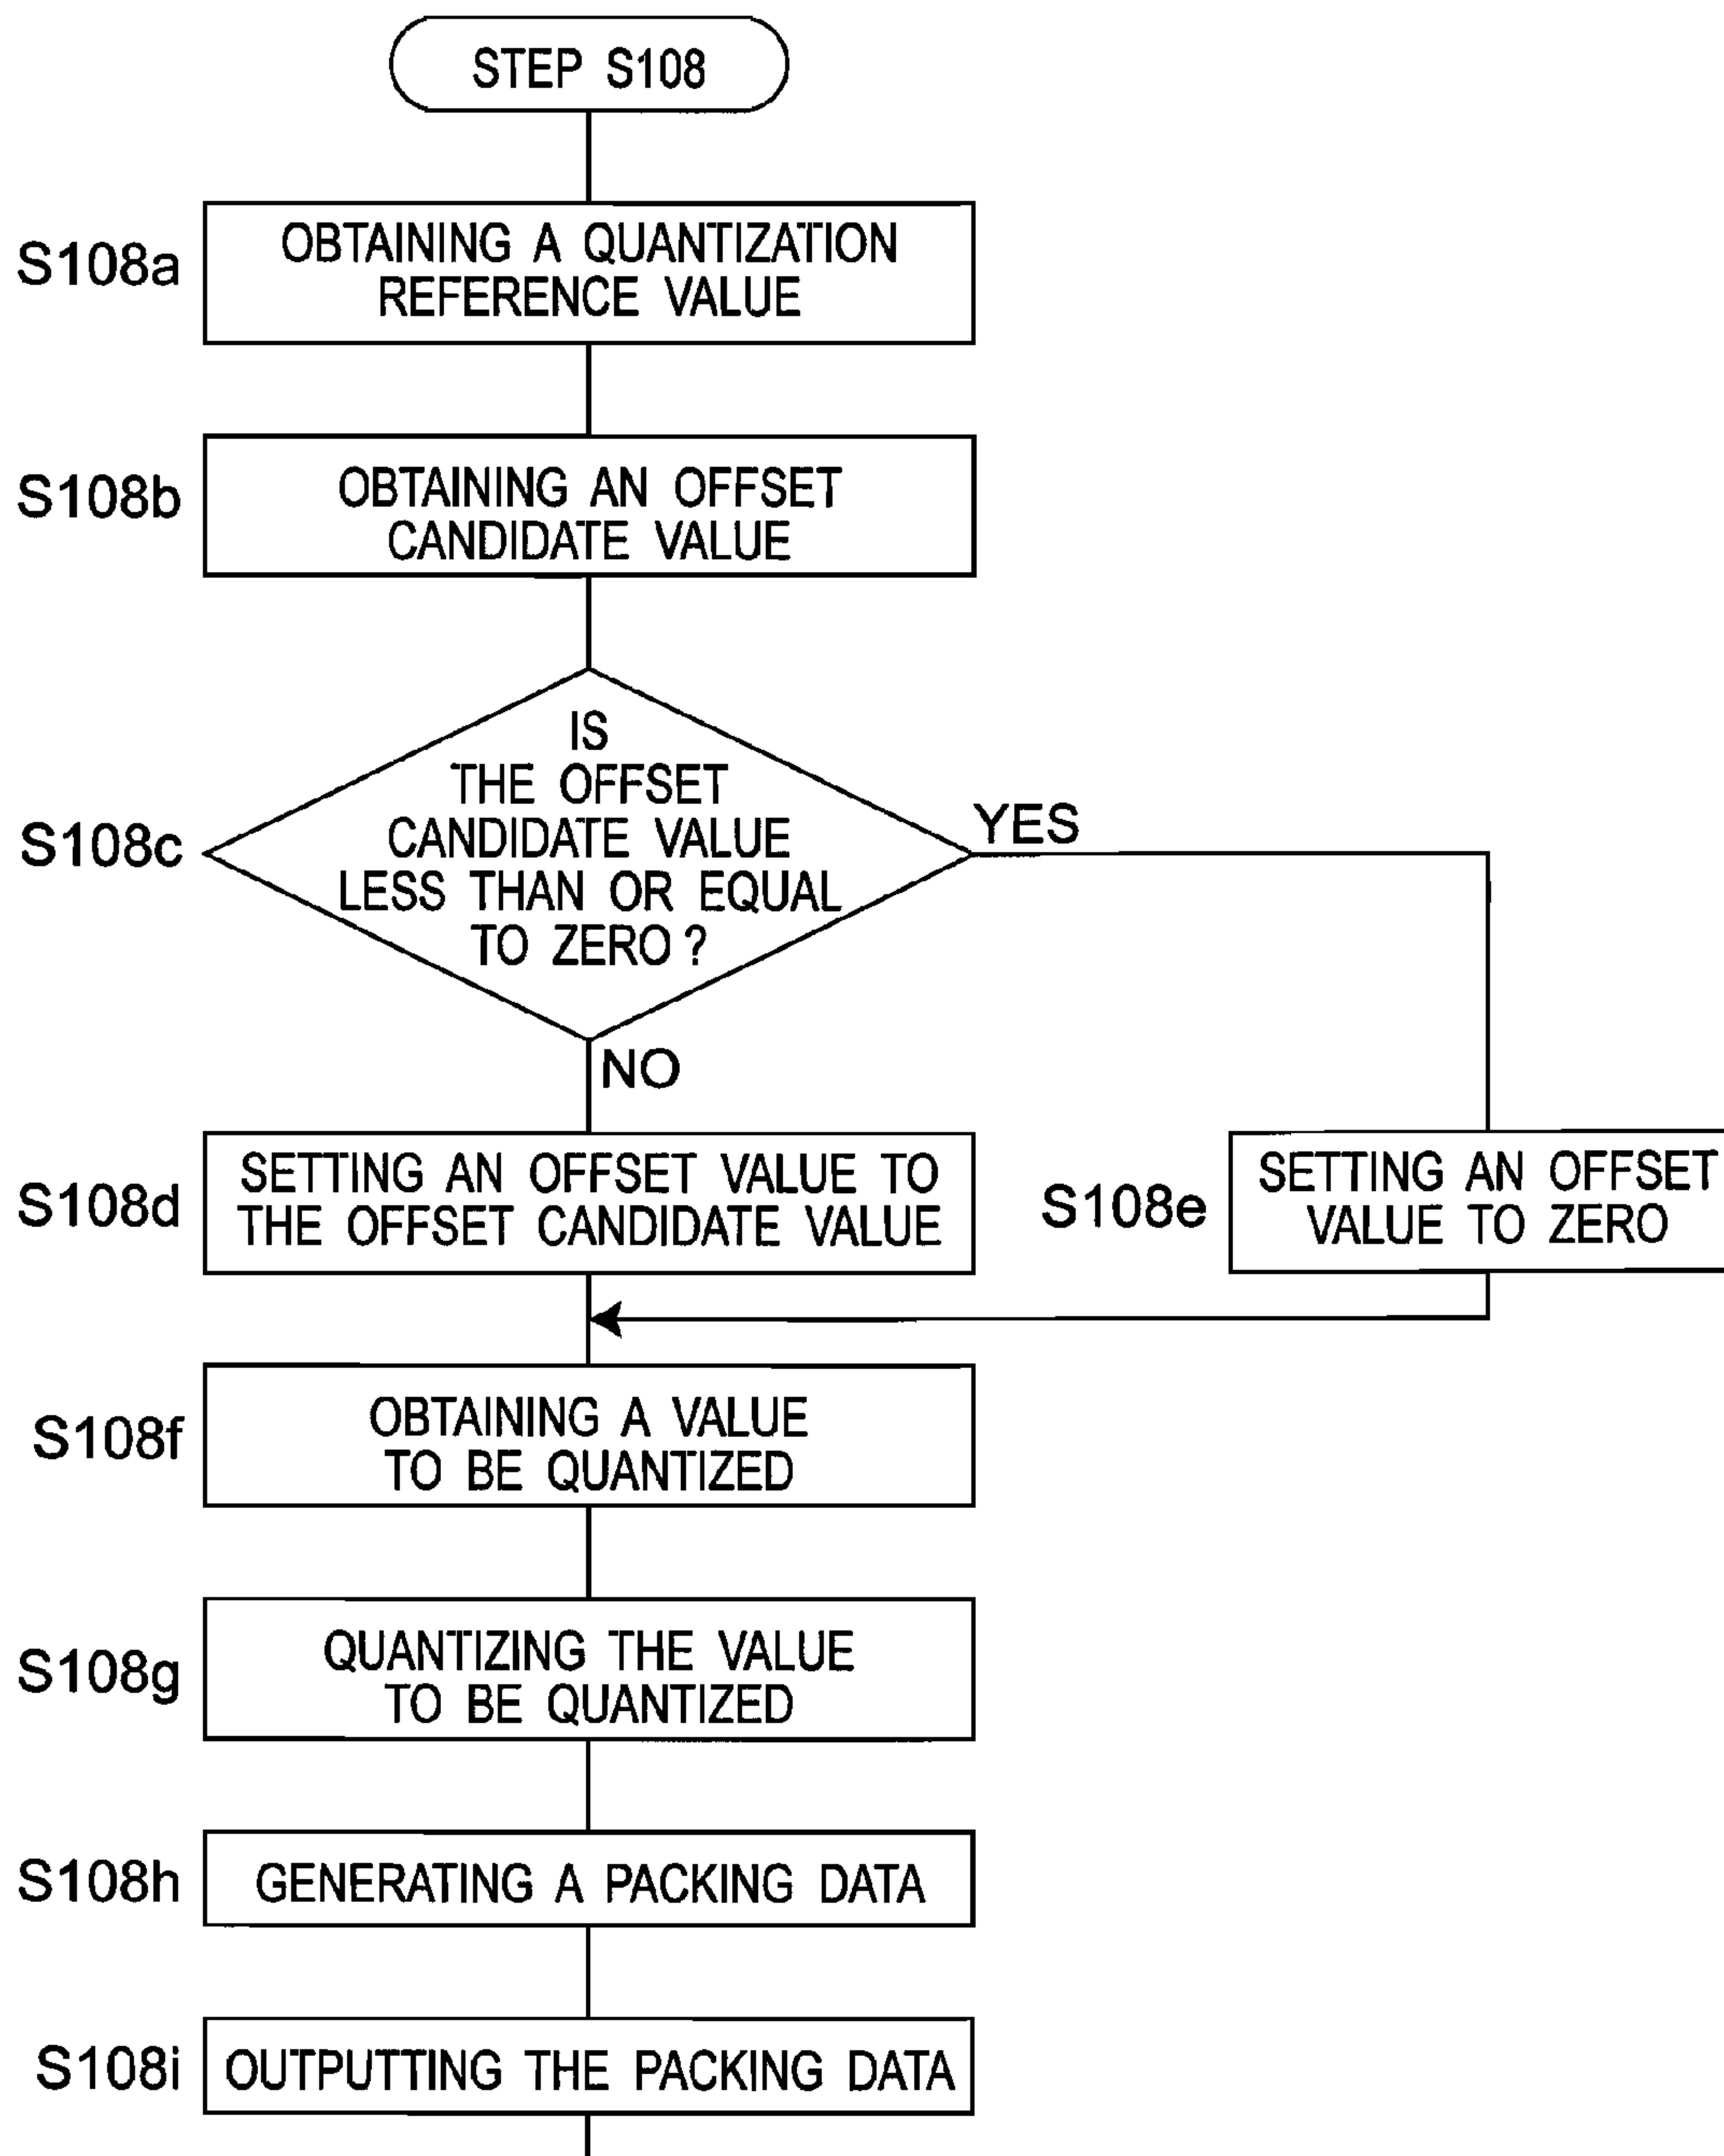 STEP S108
S108a
OBTAINING A QUANTIZATION
REFERENCE VALUE
S108b
OBTAINING AN OFFSET
CANDIDATE VALUE
S108c
IS
THE OFFSET
CANDIDATE VALUE
LESS THAN OR EQUAL
TO ZERO ?
YES
NO
S108d
SETTING AN OFFSET VALUE TO
THE OFFSET CANDIDATE VALUE
S108e
SETTING AN OFFSET
VALUE TO ZERO
S108f
OBTAINING A VALUE
TO BE QUANTIZED
S108g
QUANTIZING THE VALUE
TO BE QUANTIZED
S108h
GENERATING A PACKING DATA
S108i
OUTPUTTING THE PACKING DATA